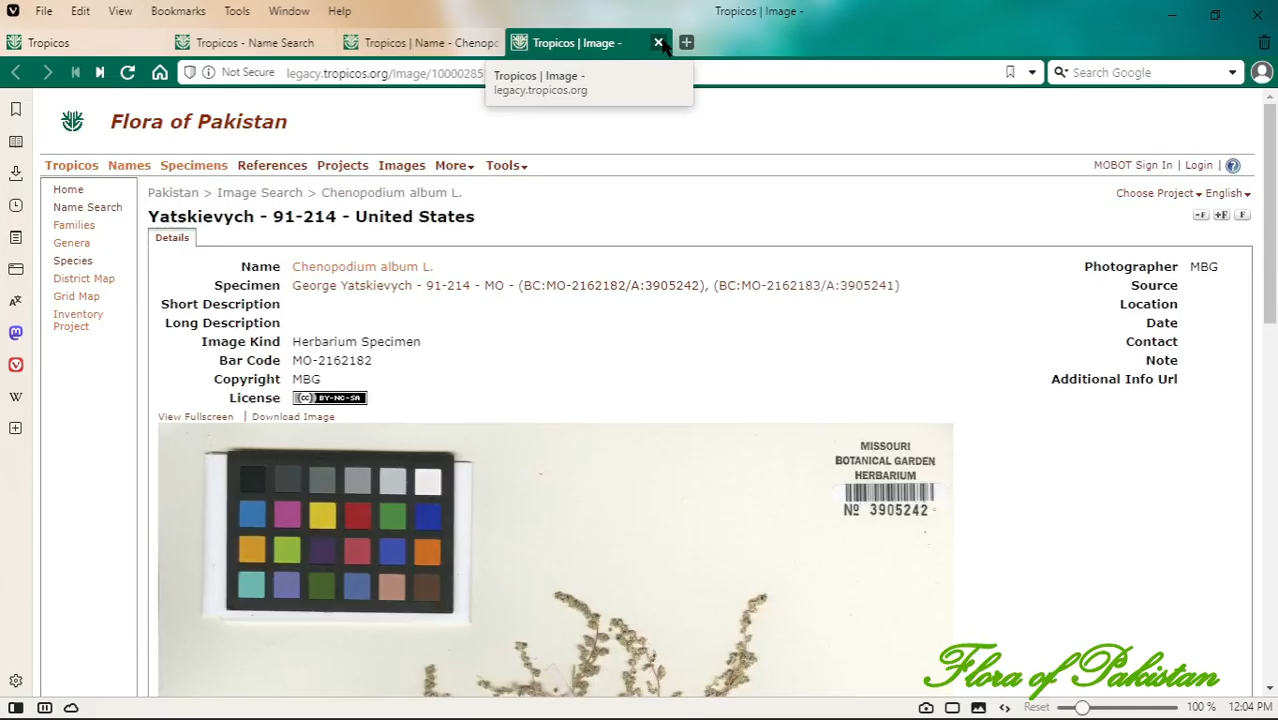 File Edit View Bookmarks Tools Window Help Tropicos | Image -
Tropicos Tropicos - Name Search Tropicos | Name - Chenopo Tropicos | Image -
Not Secure legacy.tropicos.org/Image/10000285 Search Google
Tropicos | Image -
legacy.tropicos.org
Flora of Pakistan
Tropicos Names Specimens References Projects Images More Tools MOBOT Sign In | Login
Home
Name Search
Families
Genera
Species
District Map
Grid Map
Inventory
Project
Pakistan > Image Search > Chenopodium album L. Choose Project English
Yatskievych - 91-214 - United States -F +F F
Details
Name Chenopodium album L. Photographer MBG
Specimen George Yatskievych - 91-214 - MO - (BC:MO-2162182/A:3905242), (BC:MO-2162183/A:3905241) Source
Short Description Location
Long Description Date
Image Kind Herbarium Specimen Contact
Bar Code MO-2162182 Note
Copyright MBG Additional Info Url
License (cc) BY-NC-SA
View Fullscreen | Download Image
MISSOURI
BOTANICAL GARDEN
HERBARIUM
Nº 3905242
Flora of Pakistan
Reset 100 % 12:04 PM